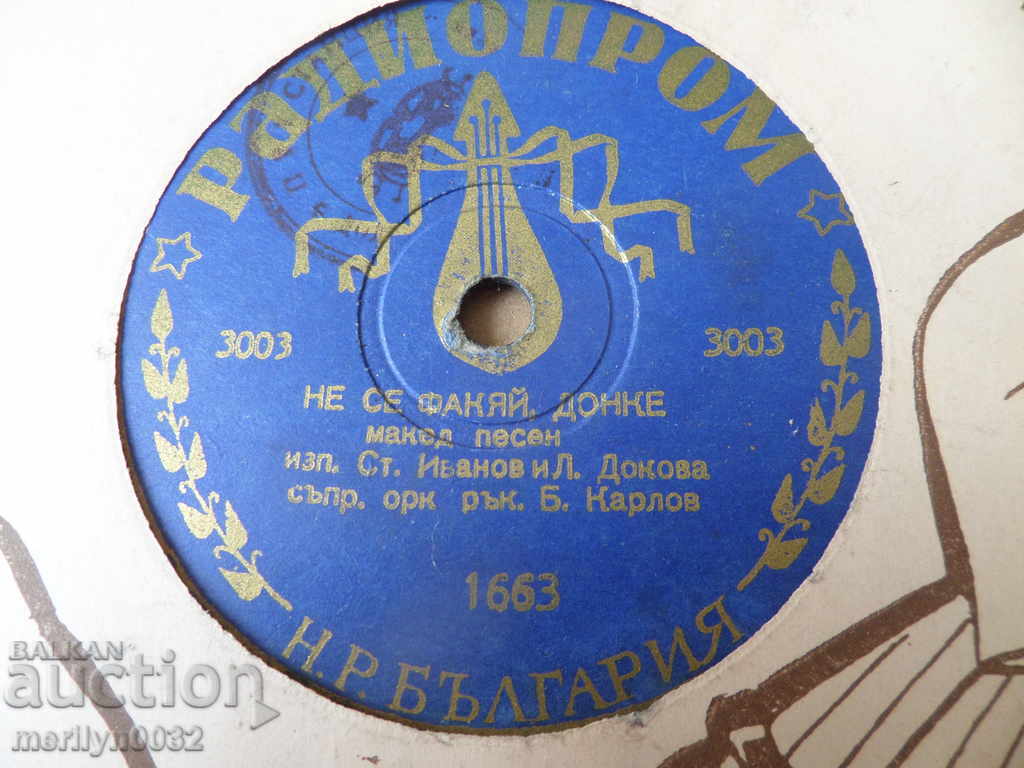 Радиопром
3003
3003
НЕ СЕ ФАКЯЙ, ДОНКЕ
макед песен
изп. Ст. Иванов и Л. Докова
съпр. орк рък. Б. Карлов
1663
Н.Р.БЪЛГАРИЯ
BALKAN
auction
merilyn0032